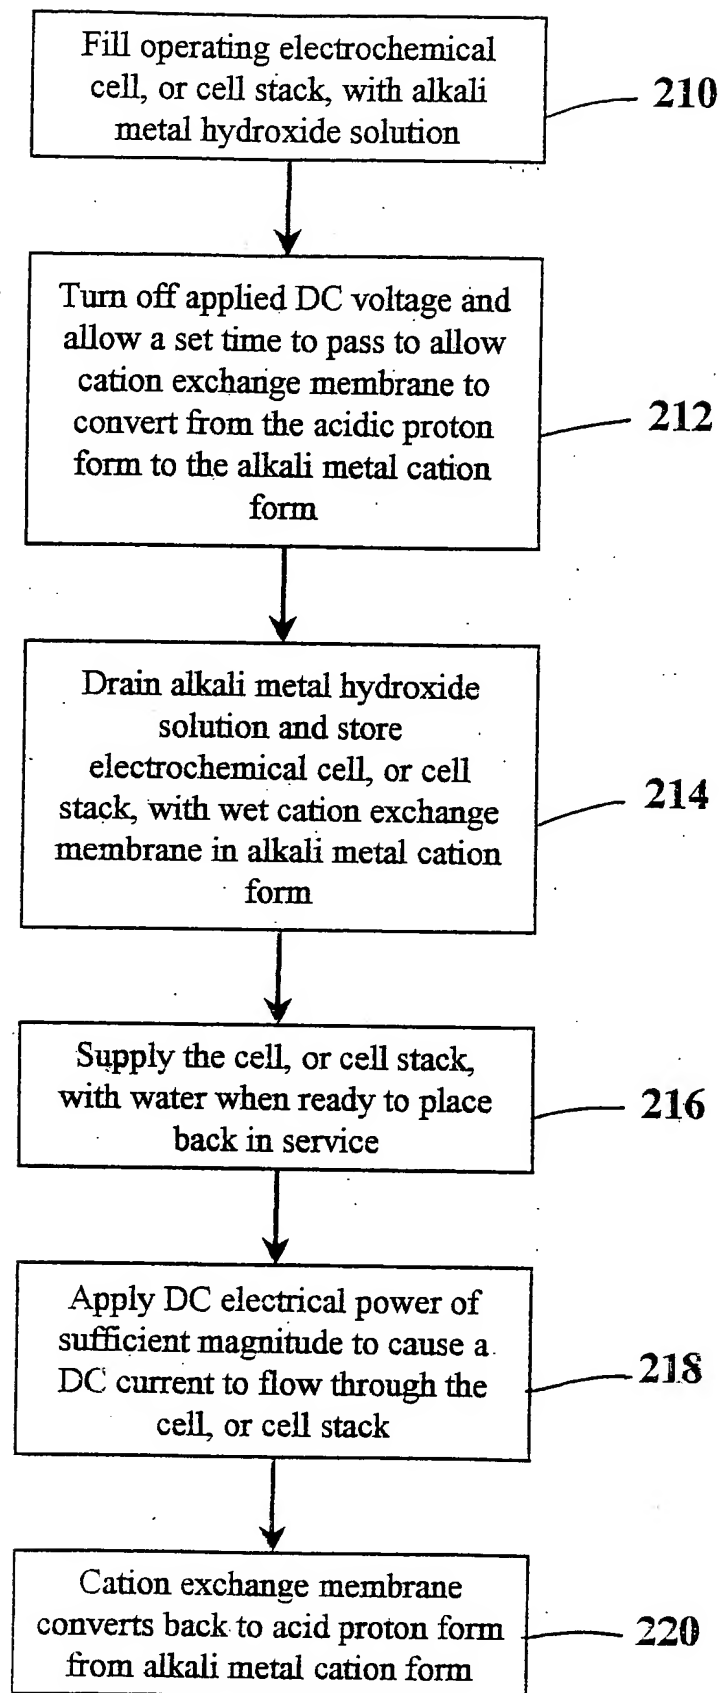 Fill operating electrochemical
cell, or cell stack, with alkali
metal hydroxide solution
210
Turn off applied DC voltage and
allow a set time to pass to allow
cation exchange membrane to
convert from the acidic proton
form to the alkali metal cation
form
212
Drain alkali metal hydroxide
solution and store
electrochemical cell, or cell
stack, with wet cation exchange
membrane in alkali metal cation
form
214
Supply the cell, or cell stack,
with water when ready to place
back in service
216
Apply DC electrical power of
sufficient magnitude to cause a
DC current to flow through the
cell, or cell stack
218
Cation exchange membrane
converts back to acid proton form
from alkali metal cation form
220